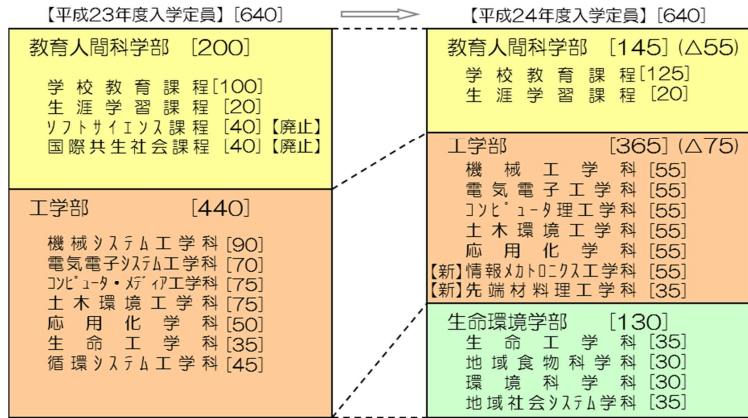 【平成23年度入学定員】[640]
教育人間科学部 [200]
学校教育課程[100]
生涯学習課程[20]
ソフトサイエンス課程[40]【廃止】
国際共生社会課程[40]【廃止】
工学部 [440]
機械システム工学科[90]
電気電子システム工学科[70]
コンピュータ・メディア工学科[75]
土木環境工学科[75]
応用化学科[50]
生命工学科[35]
循環システム工学科[45]
【平成24年度入学定員】[640]
教育人間科学部 [145](△55)
学校教育課程[125]
生涯学習課程[20]
工学部 [365](△75)
機械工学科[55]
電気電子工学科[55]
コンピュータ理工学科[55]
土木環境工学科[55]
応用化学科[55]
【新】情報メカトロニクス工学科[55]
【新】先端材料理工学科[35]
生命環境学部 [130]
生命工学科[35]
地域食物科学科[30]
環境科学科[30]
地域社会システム学科[35]